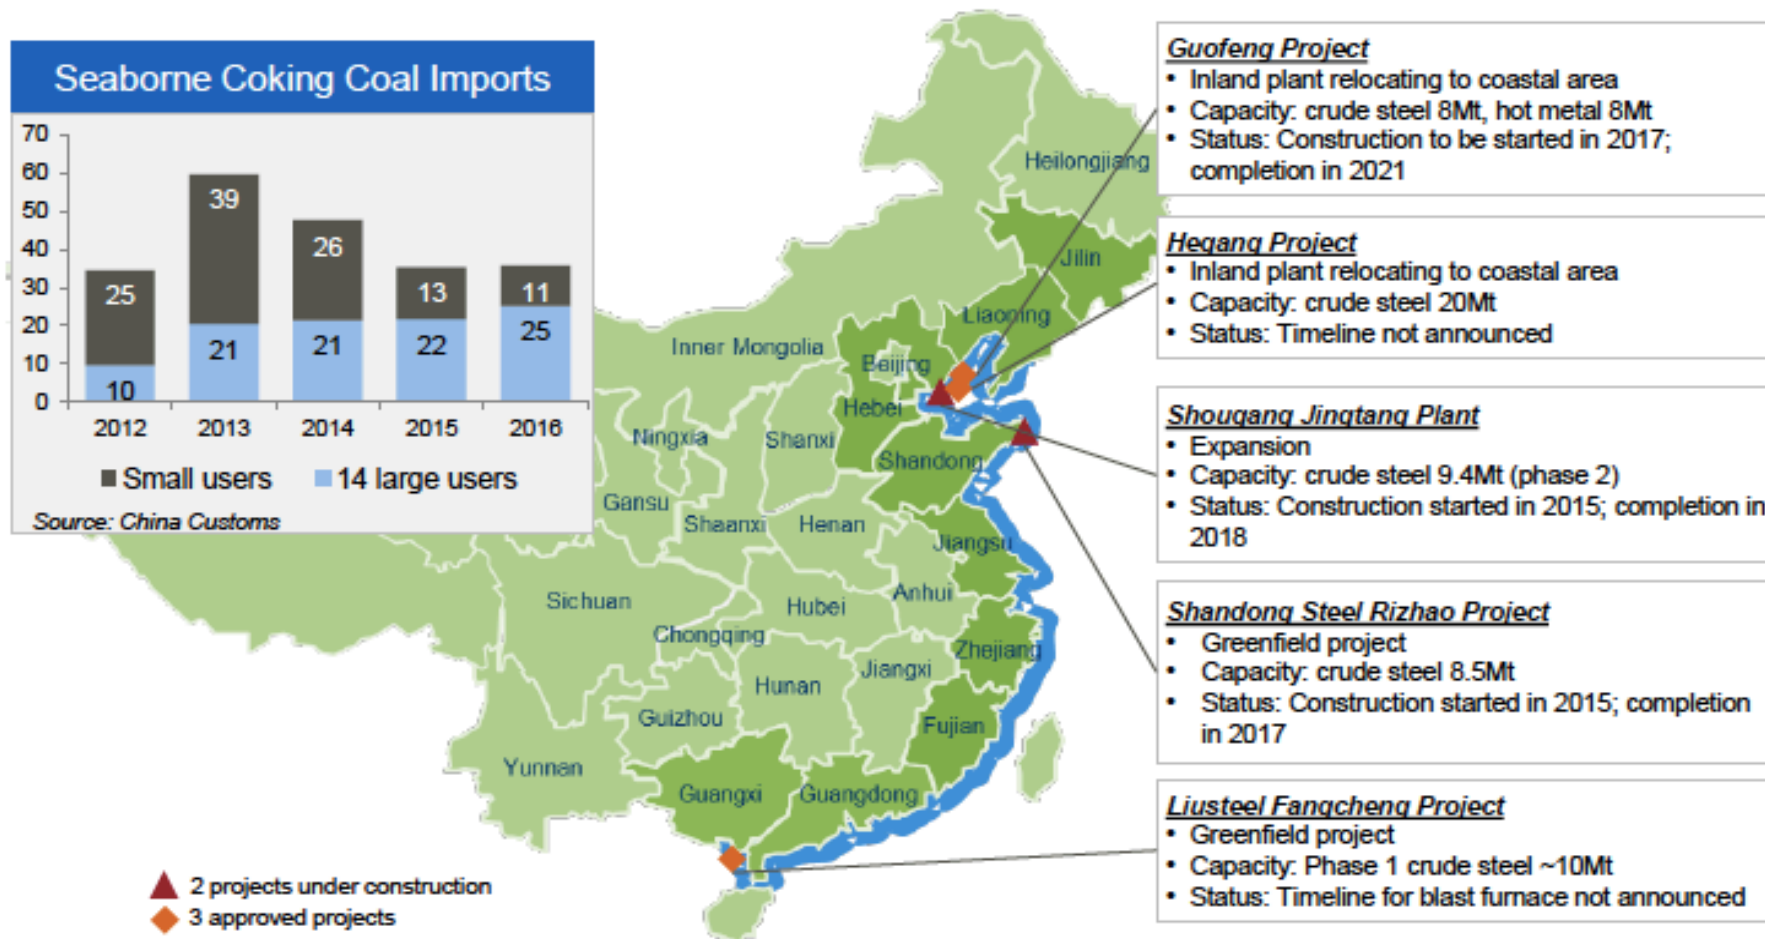 Seaborne Coking Coal Imports
70
60
50
40
30
20
10
0
25
39
26
13
11
10
21
21
22
25
2012 2013 2014 2015 2016
Small users 14 large users
Source: China Customs
Heilongjiang
Jilin
Liaoning
Inner Mongolia
Beijing
Hebei
Ningxia
Shanxi
Shandong
Gansu
Shaanxi
Henan
Jiangsu
Anhui
Sichuan
Hubei
Chongqing
Zhejiang
Jiangxi
Hunan
Guizhou
Fujian
Yunnan
Guangxi
Guangdong
2 projects under construction
3 approved projects
Guofeng Project
• Inland plant relocating to coastal area
• Capacity: crude steel 8Mt, hot metal 8Mt
• Status: Construction to be started in 2017;
completion in 2021
Hegang Project
• Inland plant relocating to coastal area
• Capacity: crude steel 20Mt
• Status: Timeline not announced
Shougang Jingtang Plant
• Expansion
• Capacity: crude steel 9.4Mt (phase 2)
• Status: Construction started in 2015; completion in
2018
Shandong Steel Rizhao Project
• Greenfield project
• Capacity: crude steel 8.5Mt
• Status: Construction started in 2015; completion
in 2017
Liusteel Fangcheng Project
• Greenfield project
• Capacity: Phase 1 crude steel ~10Mt
• Status: Timeline for blast furnace not announced